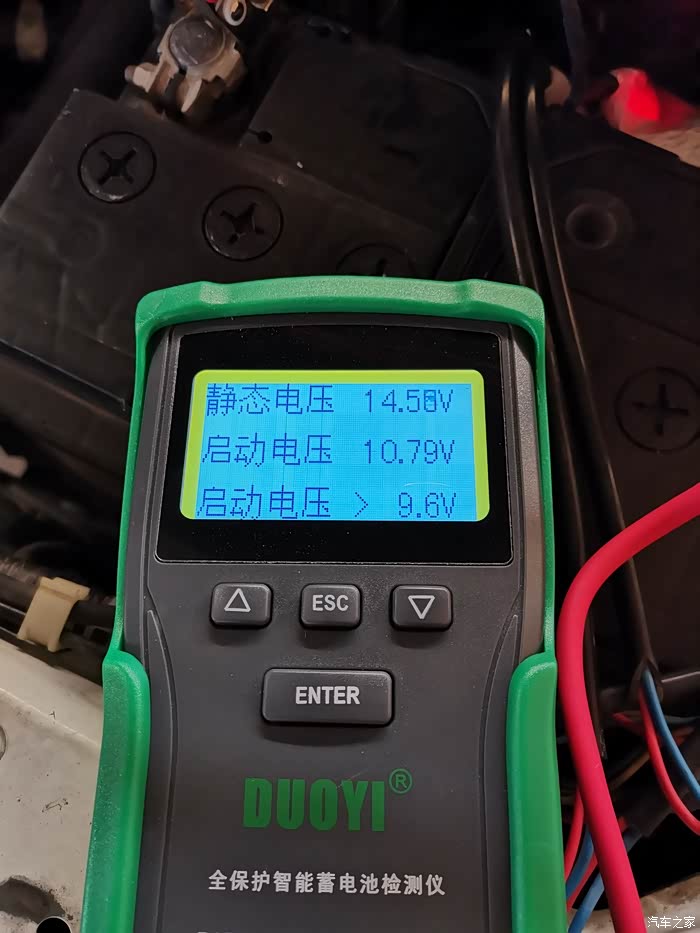 静态电压 14.58V
启动电压 10.79V
启动电压 > 9.6V
ESC
ENTER
DUOYI®
全保护智能蓄电池检测仪
汽车之家